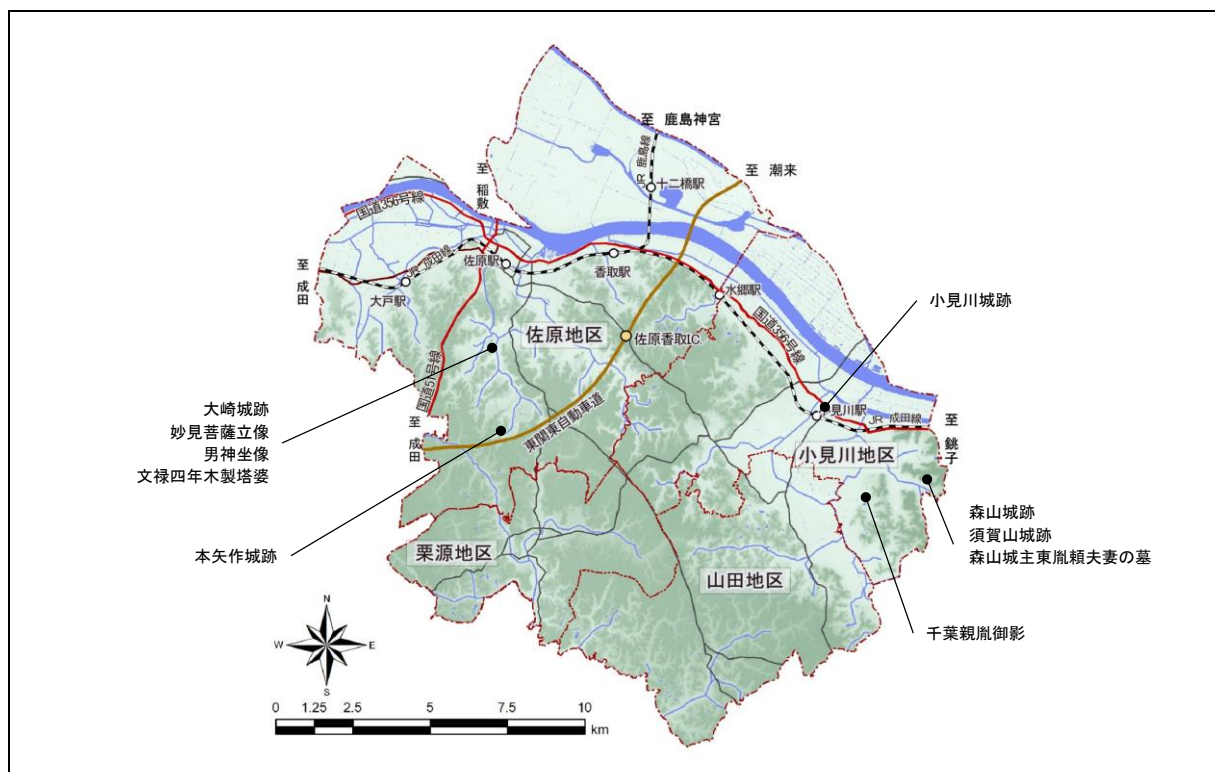 至 鹿島神宮
JR 鹿島線
至 潮来
十二橋駅
至 稲敷
国道356号線
JR 成田線
佐原駅
香取駅
至 成田
大戸駅
水郷駅
小見川城跡
佐原地区
佐原香取IC.
国道356号線
国道51号線
大崎城跡
妙見菩薩立像
男神坐像
文禄四年木製塔婆
至 成田
東関東自動車道
見川駅
JR 成田線
至 銚子
小見川地区
森山城跡
須賀山城跡
森山城主東胤頼夫妻の墓
本矢作城跡
栗源地区
山田地区
千葉親胤御影
N
W
E
S
0 1.25 2.5 5 7.5 10
km